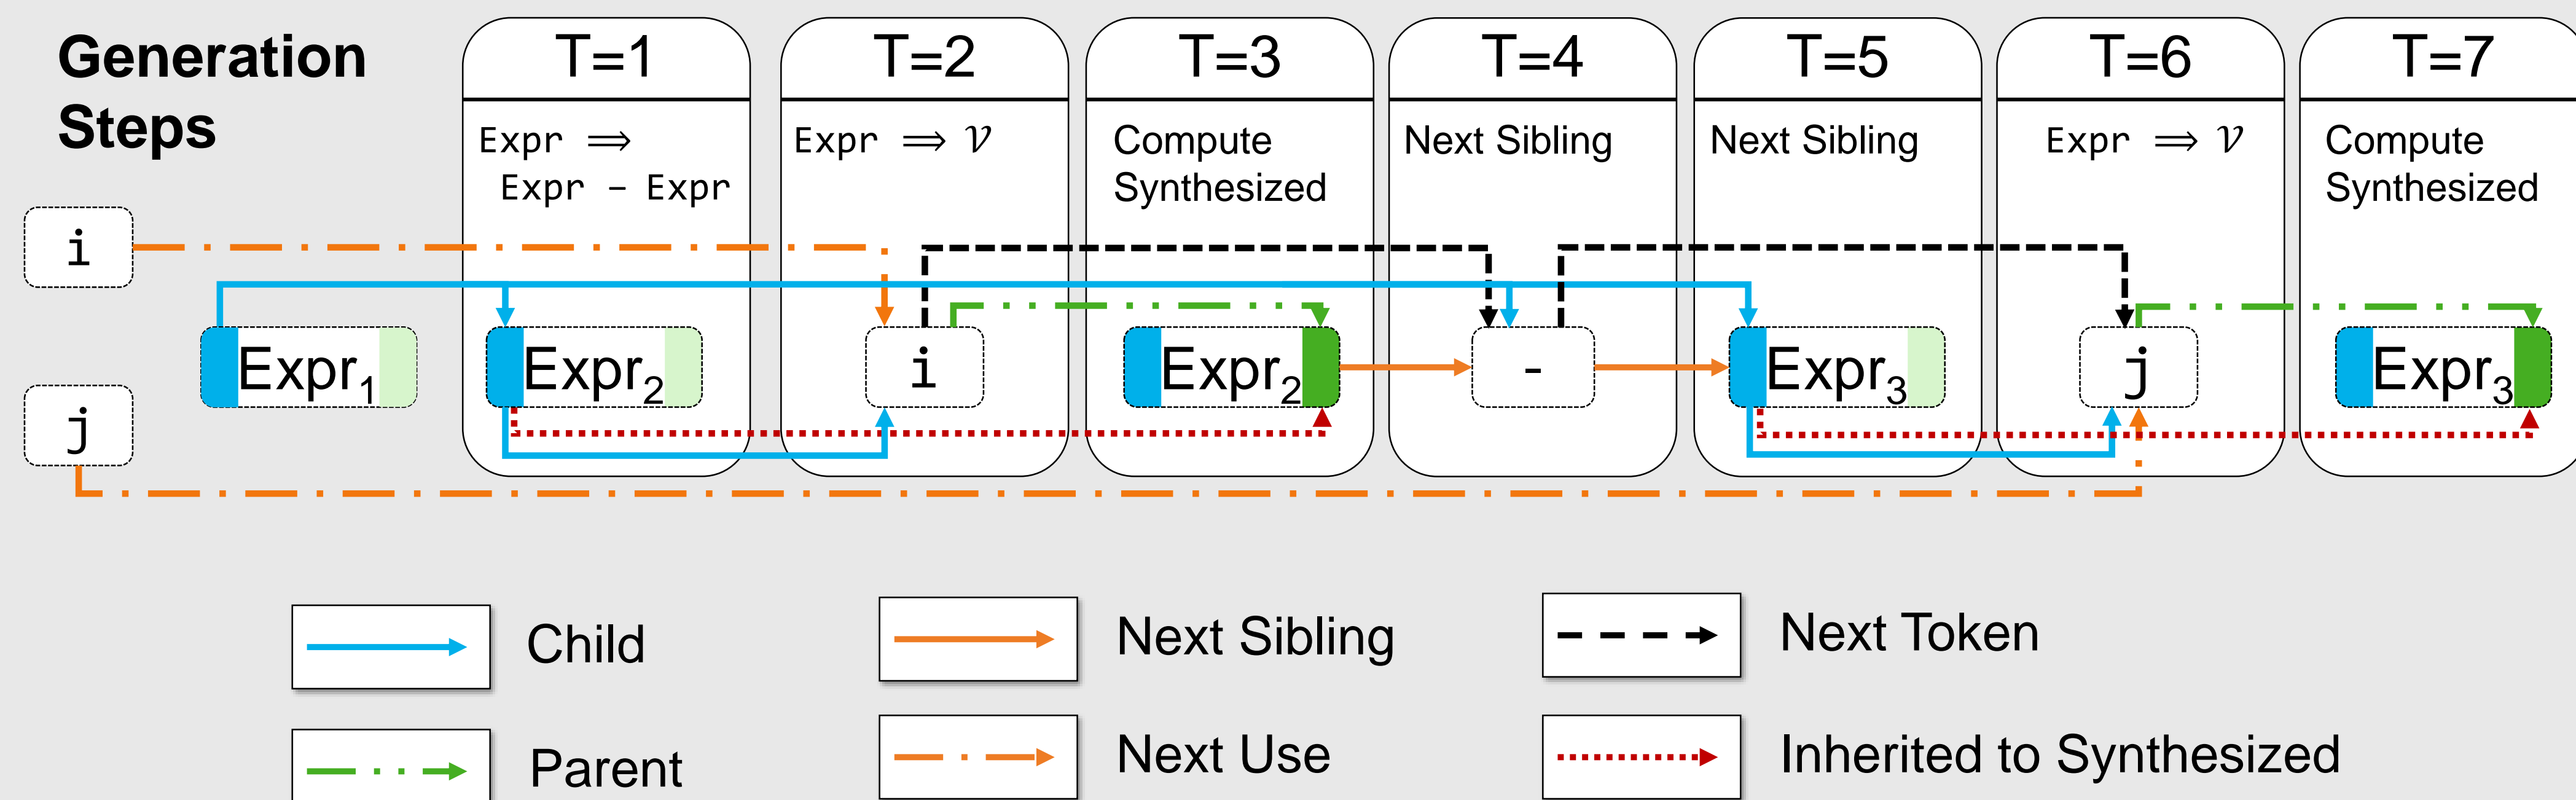 Generation
Steps
T=1
T=2
T=3
T=4
T=5
T=6
T=7
Expr ⟹
Expr – Expr
Expr ⟹ 𝒱
Compute
Synthesized
Next Sibling
Next Sibling
Expr ⟹ 𝒱
Compute
Synthesized
i
j
Expr₁
Expr₂
i
Expr₂
-
Expr₃
j
Expr₃
Child
Next Sibling
Next Token
Parent
Next Use
Inherited to Synthesized